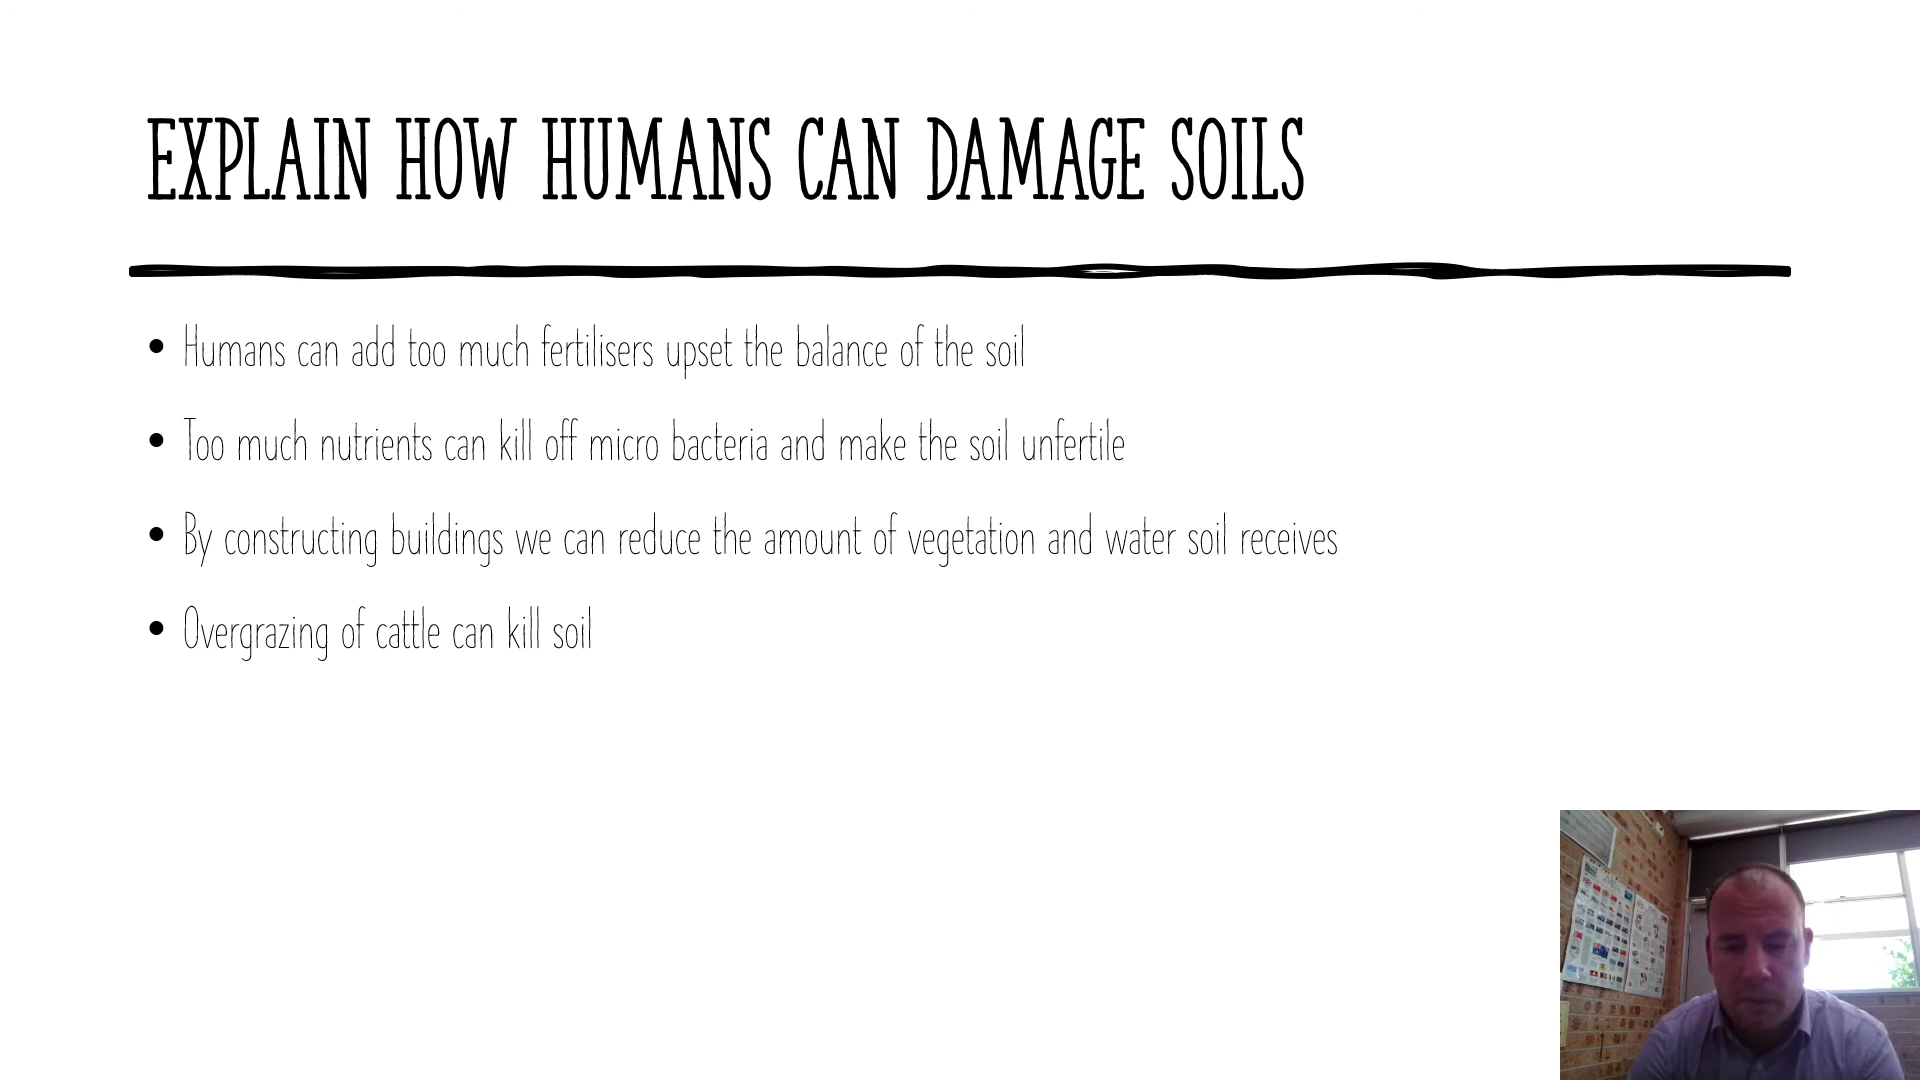 EXPLAIN HOW HUMANS CAN DAMAGE SOILS
• Humans can add too much fertilisers upset the balance of the soil
• Too much nutrients can kill off micro bacteria and make the soil unfertile
• By constructing buildings we can reduce the amount of vegetation and water soil receives
• Overgrazing of cattle can kill soil